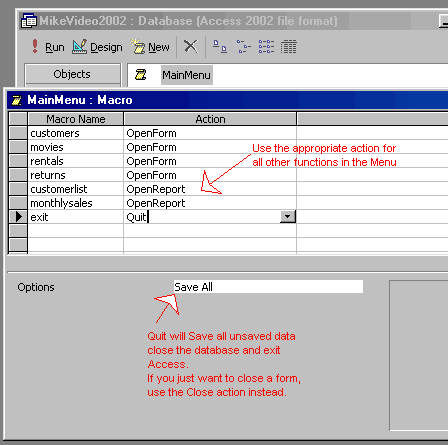 MikeVideo2002 : Database (Access 2002 file format)
Run Design New
Objects MainMenu
MainMenu : Macro
Macro Name Action
customers OpenForm
movies OpenForm
rentals OpenForm
returns OpenForm
customerlist OpenReport
monthlysales OpenReport
exit Quit
Use the appropriate action for
all other functions in the Menu
Options Save All
Quit will Save all unsaved data
close the database and exit
Access.
If you just want to close a form,
use the Close action instead.